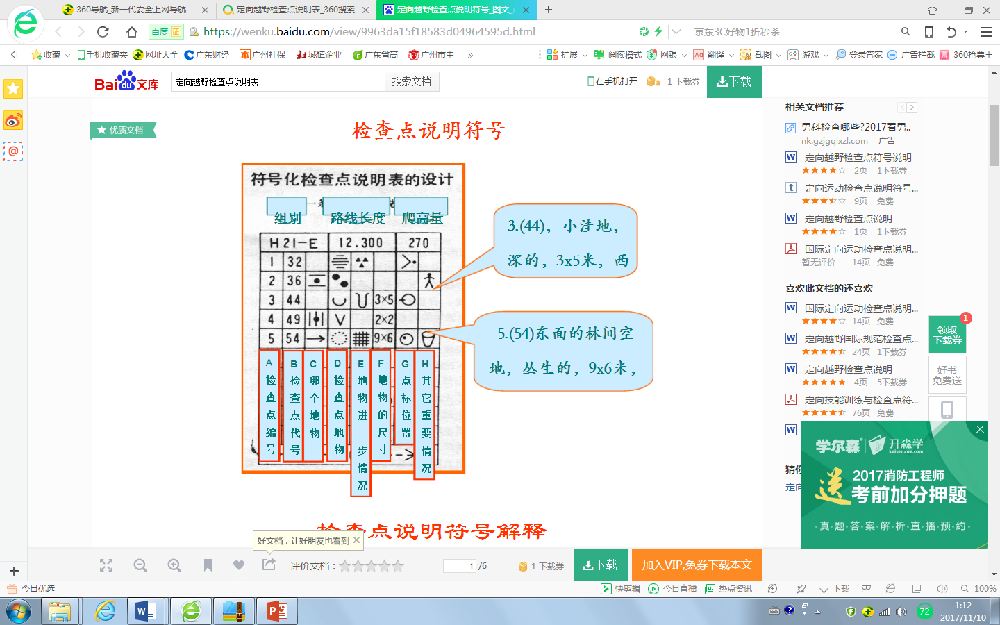 360导航_新一代安全上网导航
定向越野检查点说明表_360搜索
定向越野检查点说明符号_图文_
百度 证
https://wenku.baidu.com/view/9963da15f18583d04964595d.html
京东3C好物1折秒杀
收藏
手机收藏夹
网址大全
广东财经
广州社保
域镇企业
广东省高
广州市中
»
扩展
阅读模式
网银
Aa 翻译
截图
游戏
登录管家
广告拦截
360抢票王
Bai du 文库
定向越野检查点说明表
搜索文档
在手机打开
1 下载券
下载
优质文档
检查点说明符号
符号化检查点说明表的设计
组别
路线长度
爬高量
H21-E 12.300 270
1 32
2 36
3 44 3×5
4 49 2×2
5 54 9×6
A检查点编号
B检查点代号
C哪个地物
D检查点地物
E地物进一步情况
F地物的尺寸
G点标位置
H其它重要情况
3.(44)，小洼地，
深的，3x5米，西
5.(54)东面的林间空
地，丛生的，9x6米，
检查点说明符号解释
相关文档推荐
男科检查哪些?2017看男..
nk.gzjgqlxzl.com 广告
定向越野检查点符号说明
2页 1下载券
定向运动检查点说明符号...
9页 免费
定向越野检查点说明
1页 1下载券
国际定向运动检查点说明...
暂无评价 14页 免费
喜欢此文档的还喜欢
国际定向运动检查点说明...
14页 免费
定向越野国际规范检查点...
24页 1下载券
定向越野检查点说明
4页 5下载券
定向技能训练与检查点符...
76页 免费
猜你
定向
1
领取
下载券
好书
免费送
学尔森 开森学
kaisenxue.com
送
2017消防工程师
考前加分押题
·真·题·答·案·解·析·直·播·预·约·
好文档，让好朋友也看到
评价文档：
1 /6
1 下载券
下载
加入VIP,免券下载本文
今日优选
快剪辑
今日直播
热点资讯
下载
100%
72
1:12
2017/11/10